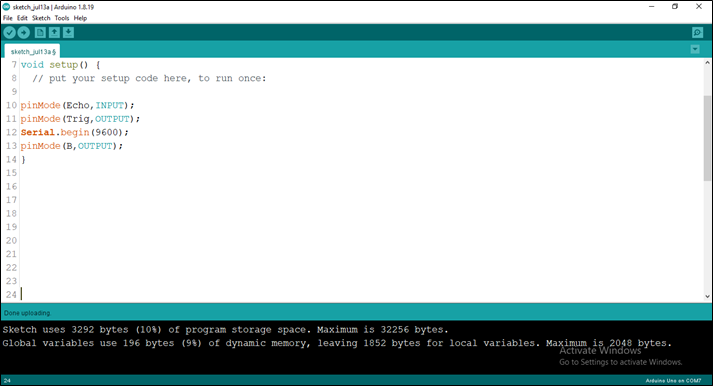 sketch_jul13a | Arduino 1.8.19
File Edit Sketch Tools Help
sketch_jul13a §
7 void setup() {
8 // put your setup code here, to run once:
9
10 pinMode(Echo,INPUT);
11 pinMode(Trig,OUTPUT);
12 Serial.begin(9600);
13 pinMode(B,OUTPUT);
14 }
15
16
17
18
19
20
21
22
23
24
Done uploading.
Sketch uses 3292 bytes (10%) of program storage space. Maximum is 32256 bytes.
Global variables use 196 bytes (9%) of dynamic memory, leaving 1852 bytes for local variables. Maximum is 2048 bytes.
Activate Windows
Go to Settings to activate Windows.
24
Arduino Uno on COM7